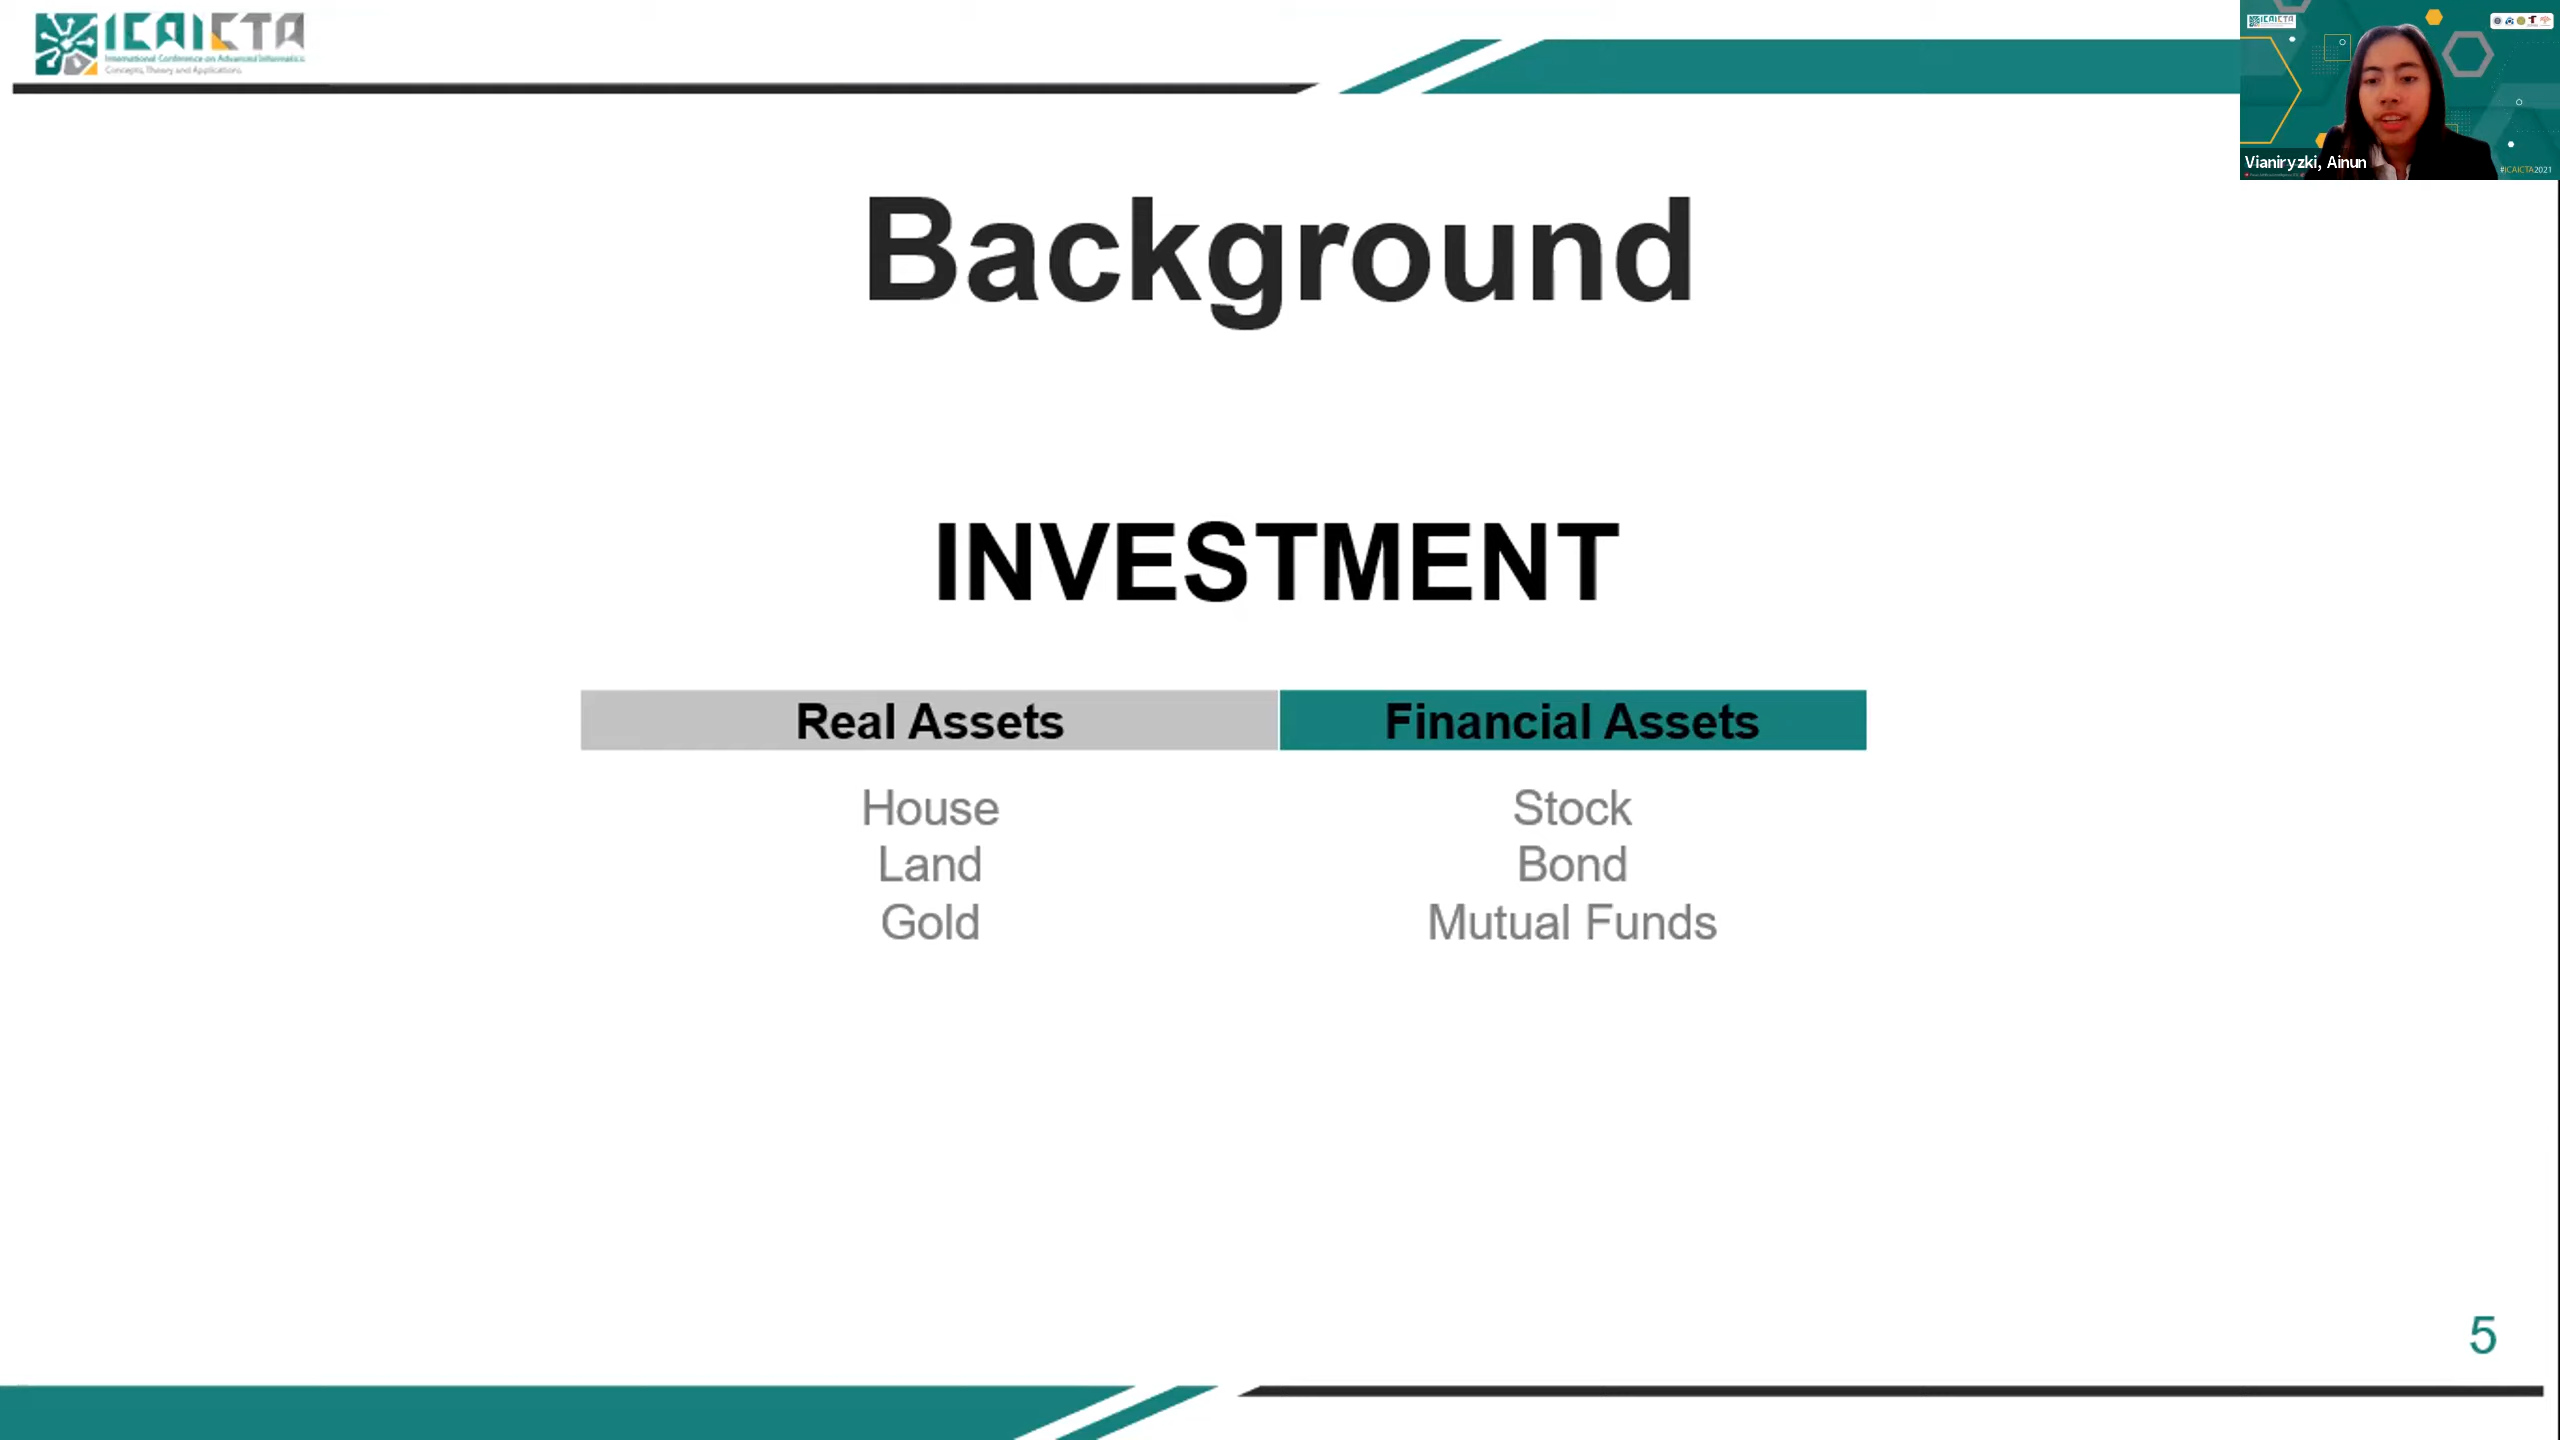 ICAICTA
International Conference on Advanced Informatics
Concepts, Theory and Applications
ICAICTA
Vianiryzki, Ainun
#ICAICTA2021
Background
INVESTMENT
Real Assets
Financial Assets
House
Stock
Land
Bond
Gold
Mutual Funds
5